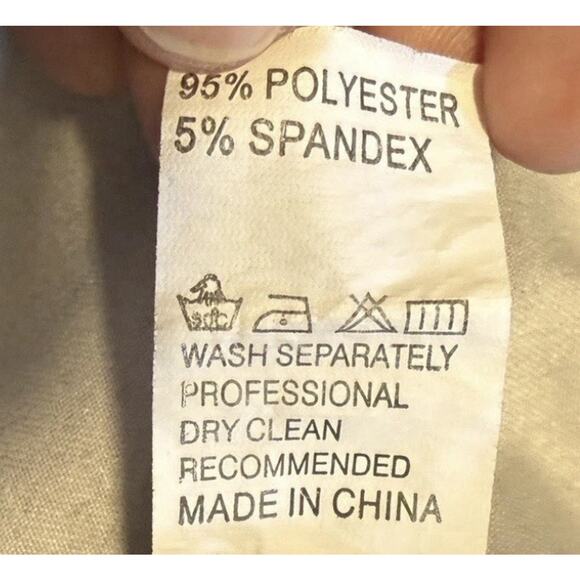 95% POLYESTER
5% SPANDEX
WASH SEPARATELY
PROFESSIONAL
DRY CLEAN
RECOMMENDED
MADE IN CHINA